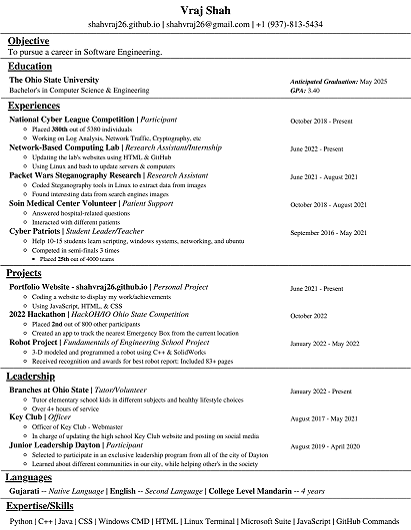 Vraj Shah
shahvraj26.github.io | shahvraj26@gmail.com | +1 (937)-813-5434
Objective
To pursue a career in Software Engineering.
Education
The Ohio State University Anticipated Graduation: May 2025
Bachelor's in Computer Science & Engineering GPA: 3.40
Experiences
National Cyber League Competition | Participant October 2018 - Present
Placed 380th out of 5380 individuals
Working on Log Analysis, Network Traffic, Cryptography, etc
Network-Based Computing Lab | Research Assistant/Internship June 2022 - Present
Updating the lab's websites using HTML & GitHub
Using Linux and bash to update servers & computers
Packet Wars Steganography Research | Research Assistant June 2021 - August 2021
Coded Steganography tools in Linux to extract data from images
Found interesting data from search engines images
Soin Medical Center Volunteer | Patient Support October 2018 - August 2021
Answered hospital-related questions
Interacted with different patients
Cyber Patriots | Student Leader/Teacher September 2016 - May 2021
Help 10-15 students learn scripting, windows systems, networking, and ubuntu
Competed in semi-finals 3 times
Placed 25th out of 4000 teams
Projects
Portfolio Website - shahvraj26.github.io | Personal Project June 2021 - Present
Coding a website to display my work/achievements
Using JavaScript, HTML, & CSS
2022 Hackathon | HackOH/IO Ohio State Competition October 2022
Placed 2nd out of 800 other participants
Created an app to track the nearest Emergency Box from the current location
Robot Project | Fundamentals of Engineering School Project January 2022 - May 2022
3-D modeled and programmed a robot using C++ & SolidWorks
Received recognition and awards for best robot report: Included 83+ pages
Leadership
Branches at Ohio State | Tutor/Volunteer January 2022 - Present
Tutor elementary school kids in different subjects and healthy lifestyle choices
Over 4+ hours of service
Key Club | Officer August 2017 - May 2021
Officer of Key Club - Webmaster
In charge of updating the high school Key Club website and posting on social media
Junior Leadership Dayton | Participant August 2019 - April 2020
Selected to participate in an exclusive leadership program from all of the city of Dayton
Learned about different communities in our city, while helping other's in the society
Languages
Gujarati -- Native Language | English -- Second Language | College Level Mandarin -- 4 years
Expertise/Skills
Python | C++ | Java | CSS | Windows CMD | HTML | Linux Terminal | Microsoft Suite | JavaScript | GitHub Commands